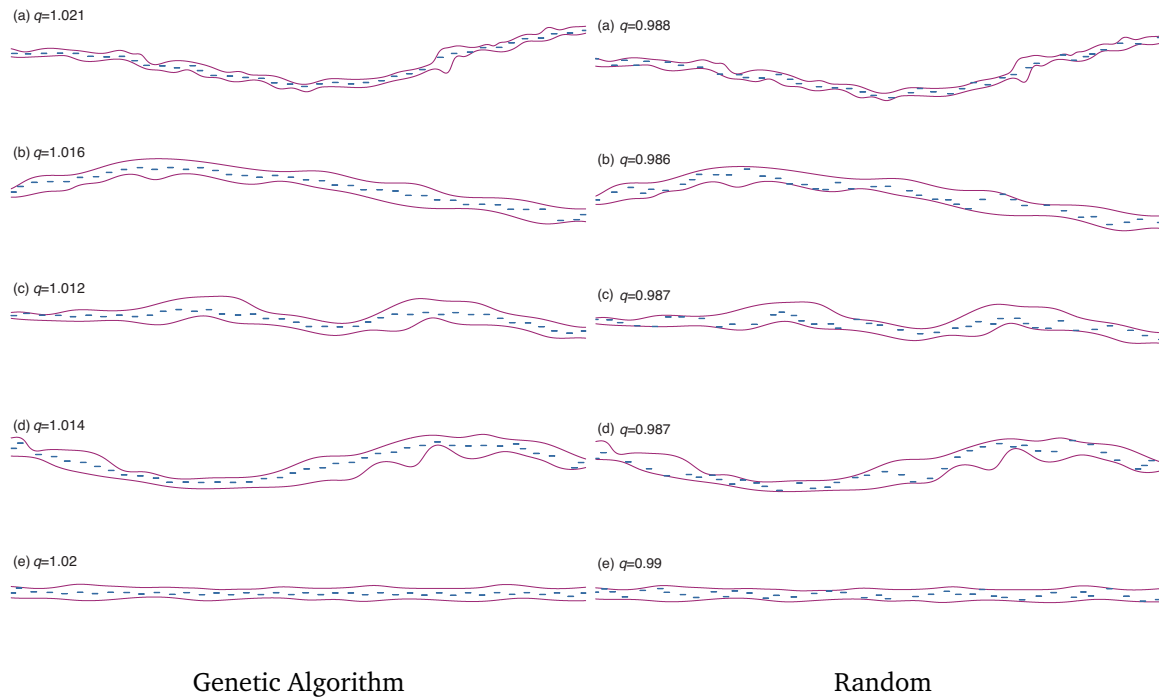 (a) q=1.021
(a) q=0.988
(b) q=1.016
(b) q=0.986
(c) q=1.012
(c) q=0.987
(d) q=1.014
(d) q=0.987
(e) q=1.02
(e) q=0.99
Genetic Algorithm
Random